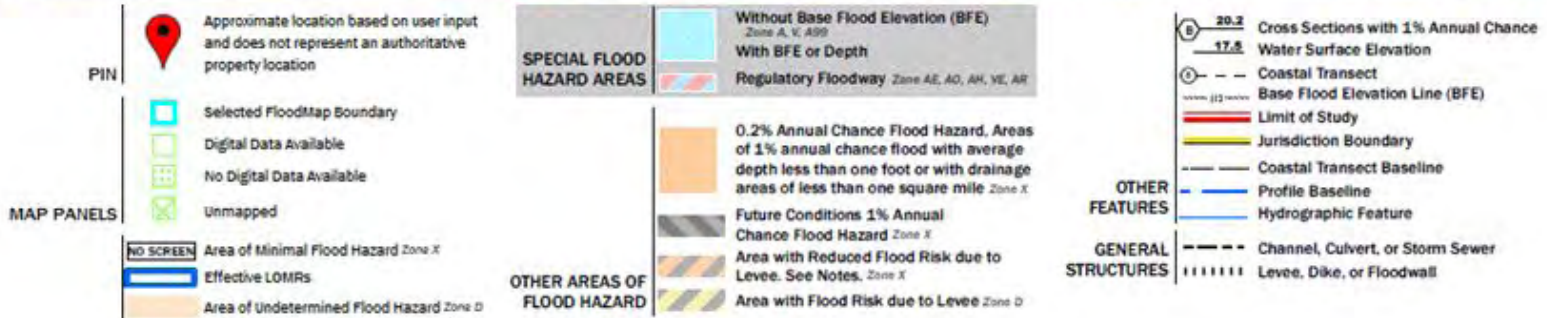 PIN
Approximate location based on user input
and does not represent an authoritative
property location
MAP PANELS
Selected FloodMap Boundary
Digital Data Available
No Digital Data Available
Unmapped
NO SCREEN Area of Minimal Flood Hazard Zone X
Effective LOMRs
Area of Undetermined Flood Hazard Zone D
SPECIAL FLOOD
HAZARD AREAS
Without Base Flood Elevation (BFE)
Zone A, V, A99
With BFE or Depth
Regulatory Floodway Zone AE, AO, AH, VE, AR
OTHER AREAS OF
FLOOD HAZARD
0.2% Annual Chance Flood Hazard, Areas
of 1% annual chance flood with average
depth less than one foot or with drainage
areas of less than one square mile Zone X
Future Conditions 1% Annual
Chance Flood Hazard Zone X
Area with Reduced Flood Risk due to
Levee. See Notes. Zone X
Area with Flood Risk due to Levee Zone D
OTHER
FEATURES
B 20.2 Cross Sections with 1% Annual Chance
17.5 Water Surface Elevation
Coastal Transect
Base Flood Elevation Line (BFE)
Limit of Study
Jurisdiction Boundary
Coastal Transect Baseline
Profile Baseline
Hydrographic Feature
GENERAL
STRUCTURES
Channel, Culvert, or Storm Sewer
Levee, Dike, or Floodwall